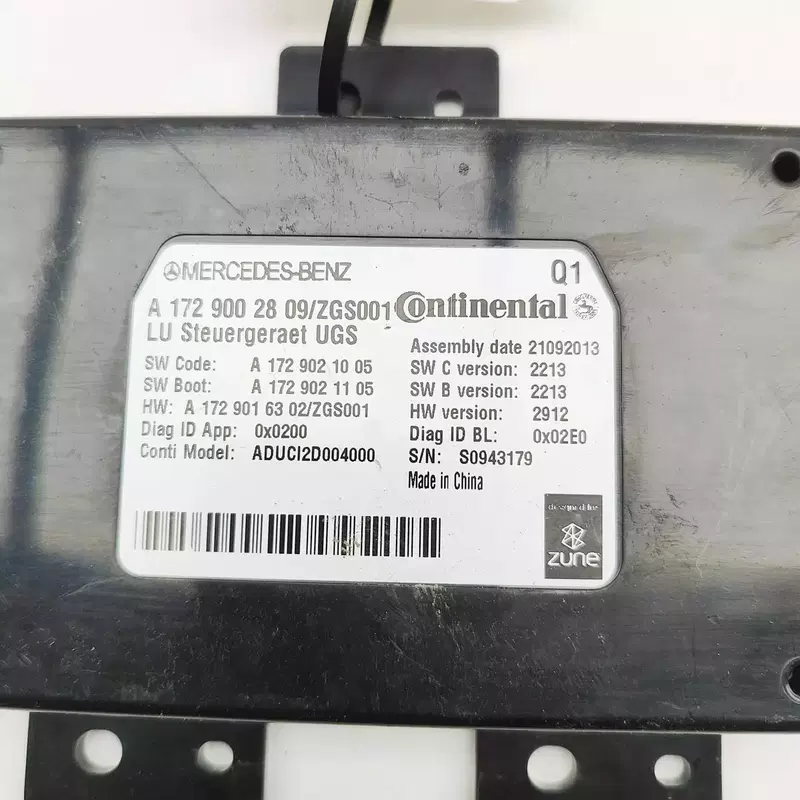 MERCEDES-BENZ Q1
A 172 900 28 09/ZGS001 Continental
LU Steuergeraet UGS
Assembly date 21092013
SW Code: A 172 902 10 05 SW C version: 2213
SW Boot: A 172 902 11 05 SW B version: 2213
HW: A 172 901 63 02/ZGS001 HW version: 2912
Diag ID App: 0x0200 Diag ID BL: 0x02E0
Conti Model: ADUCI2D004000 S/N: S0943179
Made in China
zune